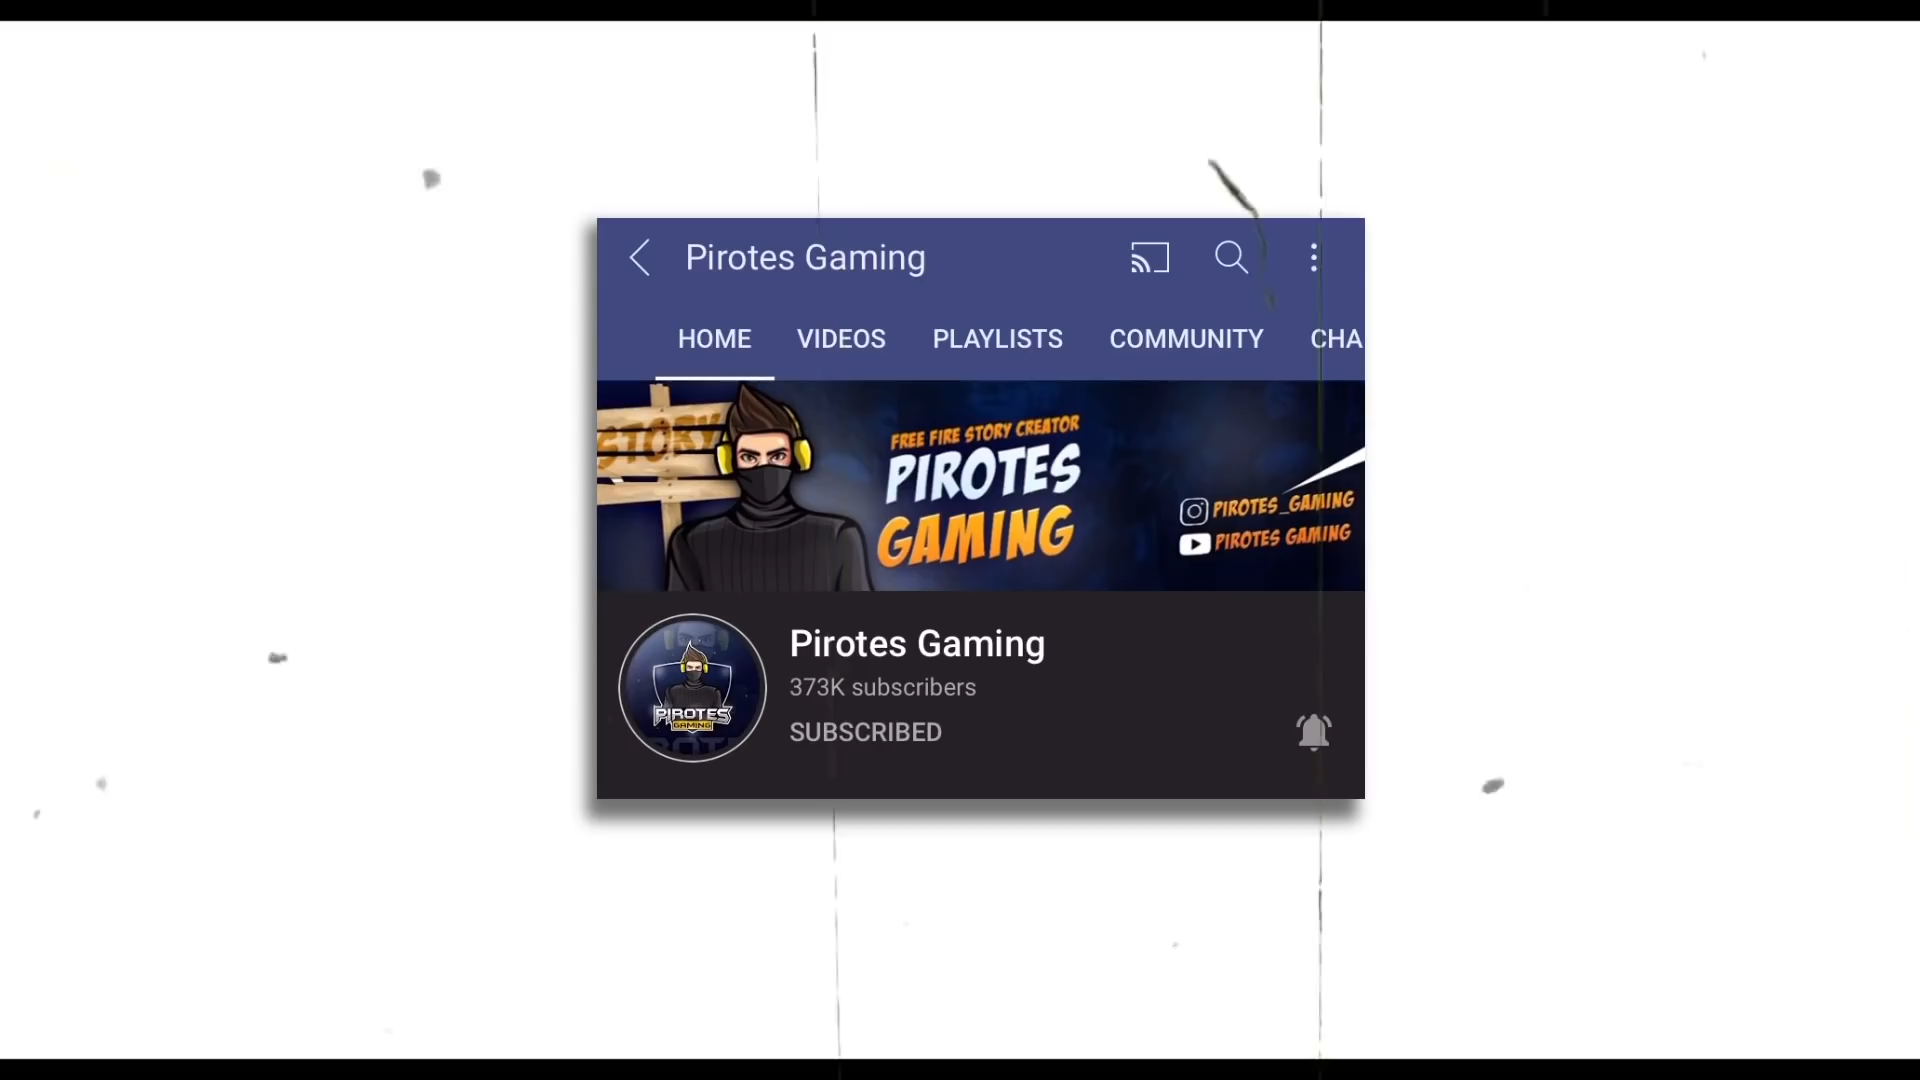 Pirotes Gaming
HOME VIDEOS PLAYLISTS COMMUNITY CHA
STORY
FREE FIRE STORY CREATOR
PIROTES
GAMING
PIROTES_GAMING
PIROTES GAMING
Pirotes Gaming
373K subscribers
SUBSCRIBED
PIROTES
GAMING